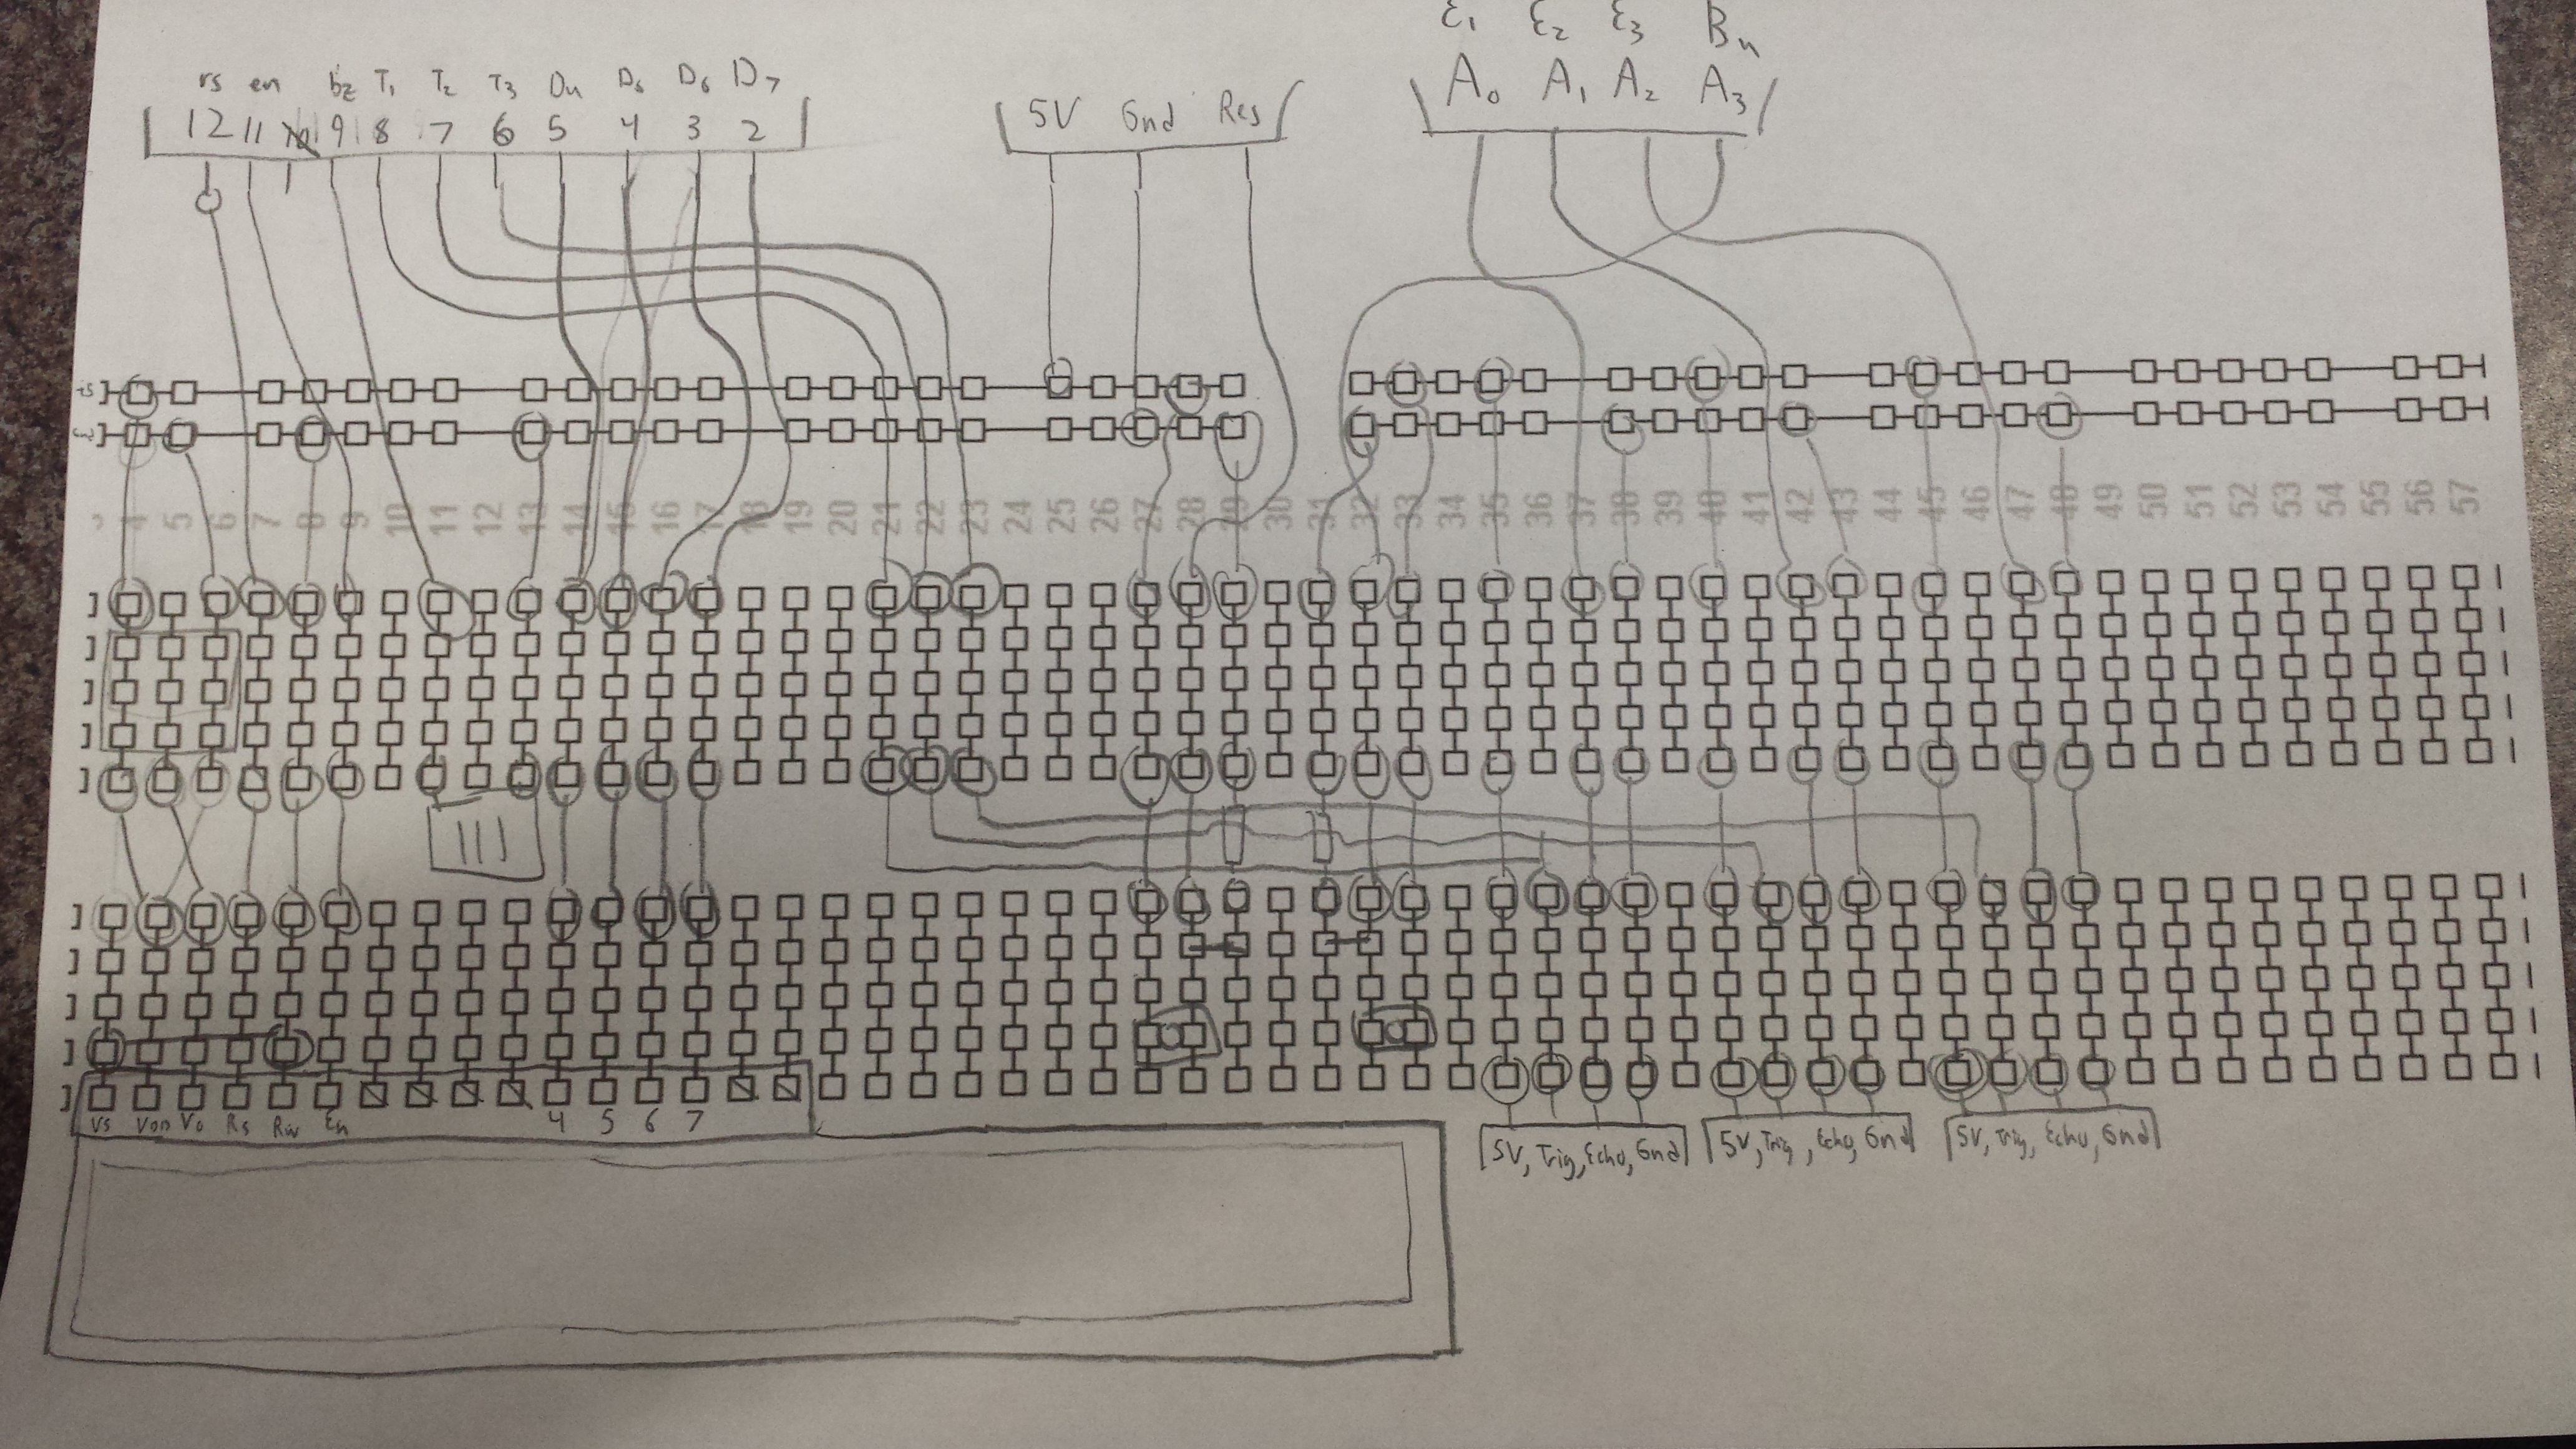 ε₁ ε₂ ε₃ Bn
rs en bz T₁ T₂ T₃ Dn D₅ D₆ D₇
12 11 10 9 8 7 6 5 4 3 2
5V Gnd Res
A₀ A₁ A₂ A₃
4 5 6 7 8 9 10 11 12 13 14 15 16 17 18 19 20 21 22 23 24 25 26 27 28 29 30 31 32 33 34 35 36 37 38 39 40 41 42 43 44 45 46 47 48 49 50 51 52 53 54 55 56 57
Vs Von Vo Rs Rw En 4 5 6 7
5V, Trig, Echo, Gnd 5V, Trig, Echo, Gnd 5V, Trig, Echo, Gnd